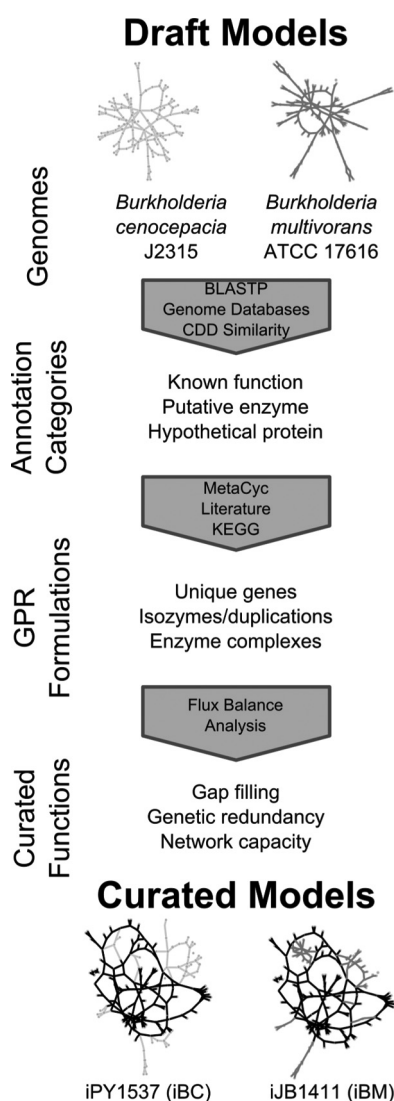 Draft Models
Genomes
Burkholderia
cenocepacia
J2315
Burkholderia
multivorans
ATCC 17616
BLASTP
Genome Databases
CDD Similarity
Annotation
Categories
Known function
Putative enzyme
Hypothetical protein
MetaCyc
Literature
KEGG
GPR
Formulations
Unique genes
Isozymes/duplications
Enzyme complexes
Flux Balance
Analysis
Curated
Functions
Gap filling
Genetic redundancy
Network capacity
Curated Models
iPY1537 (iBC)
iJB1411 (iBM)